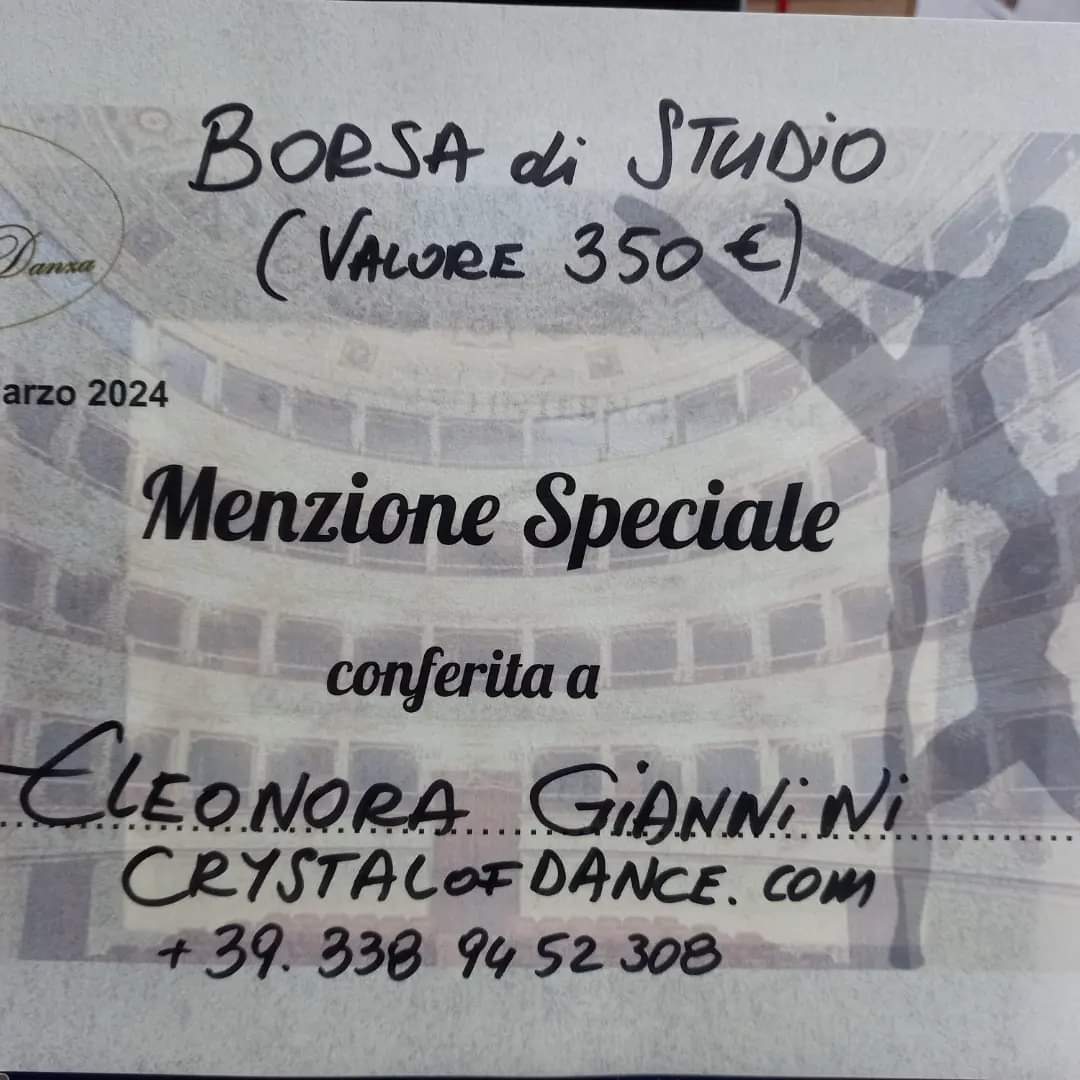 BORSA di STUDIO
(VALORE 350 €)
Danza
arzo 2024
Menzione Speciale
conferita a
ELEONORA GIANNINI
CRYSTALOFDANCE.COM
+39. 338 94 52 308